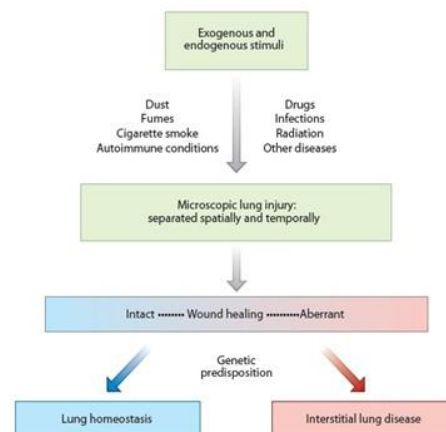 Exogenous and
endogenous stimuli
Dust
Fumes
Cigarette smoke
Autoimmune conditions
Drugs
Infections
Radiation
Other diseases
Microscopic lung injury:
separated spatially and temporally
Intact ........ Wound healing ..........Aberrant
Genetic
predisposition
Lung homeostasis
Interstitial lung disease